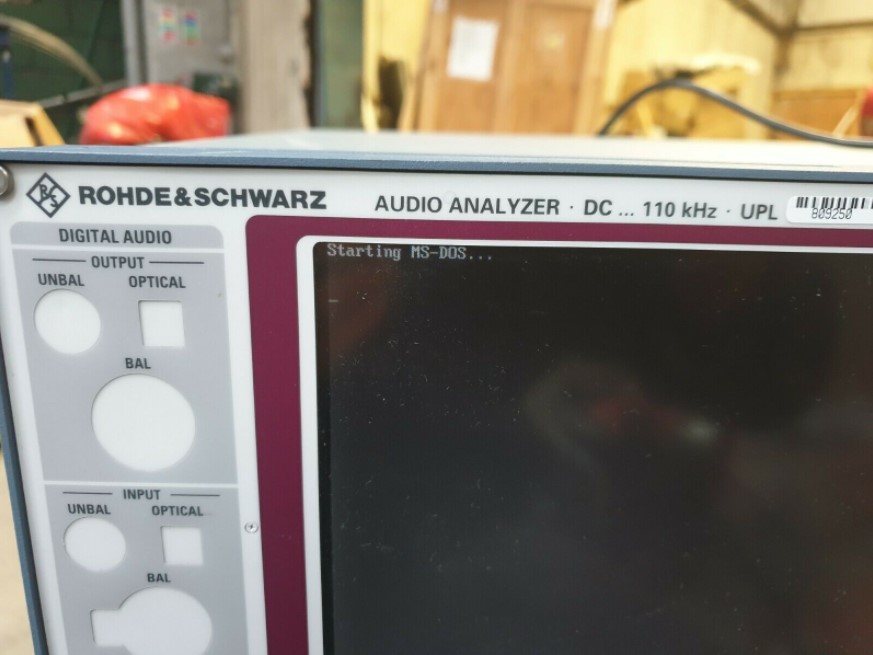 R&S
ROHDE&SCHWARZ
AUDIO ANALYZER · DC ... 110 kHz · UPL
809250
DIGITAL AUDIO
OUTPUT
UNBAL OPTICAL
BAL
INPUT
UNBAL OPTICAL
BAL
Starting MS-DOS...